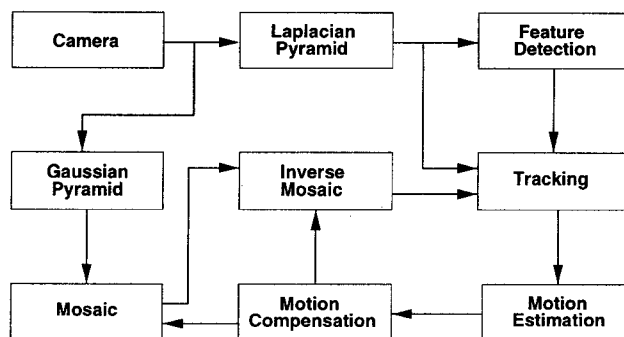 Camera
Laplacian
Pyramid
Feature
Detection
Gaussian
Pyramid
Inverse
Mosaic
Tracking
Mosaic
Motion
Compensation
Motion
Estimation